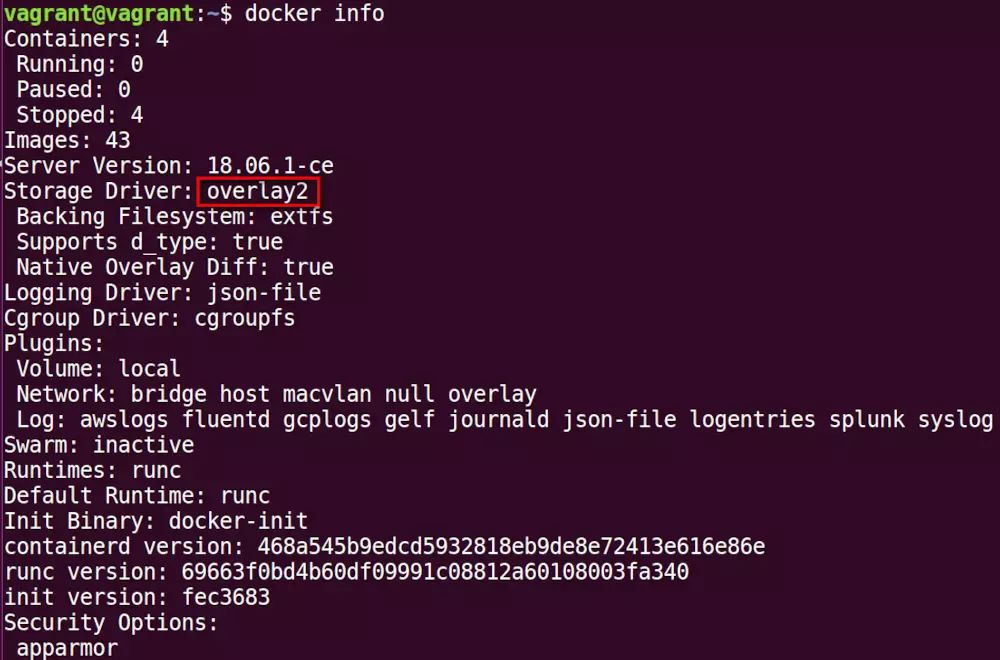 vagrant@vagrant:~$ docker info
Containers: 4
 Running: 0
 Paused: 0
 Stopped: 4
Images: 43
Server Version: 18.06.1-ce
Storage Driver: overlay2
 Backing Filesystem: extfs
 Supports d_type: true
 Native Overlay Diff: true
Logging Driver: json-file
Cgroup Driver: cgroupfs
Plugins:
 Volume: local
 Network: bridge host macvlan null overlay
 Log: awslogs fluentd gcplogs gelf journald json-file logentries splunk syslog
Swarm: inactive
Runtimes: runc
Default Runtime: runc
Init Binary: docker-init
containerd version: 468a545b9edcd5932818eb9de8e72413e616e86e
runc version: 69663f0bd4b60df09991c08812a60108003fa340
init version: fec3683
Security Options:
 apparmor